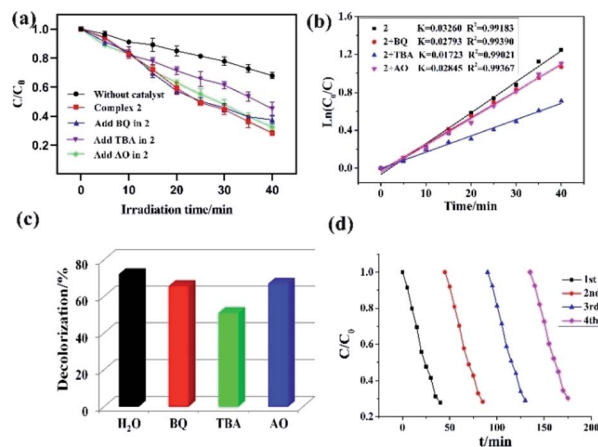 (a)
C/C0
1.0
0.8
0.6
0.4
0.2
Without catalyst
Complex 2
Add BQ in 2
Add TBA in 2
Add AO in 2
0 10 20 30 40
Irradiation time/min
(b)
Ln(C0/C)
1.6
1.2
0.8
0.4
0.0
2 K=0.03260 R²=0.99183
2+BQ K=0.02793 R²=0.99390
2+TBA K=0.01723 R²=0.99021
2+AO K=0.02845 R²=0.99367
0 10 20 30 40
Time/min
(c)
Decolorization/%
80
60
40
20
0
H2O BQ TBA AO
(d)
C/C0
1.0
0.8
0.6
0.4
0.2
1st
2nd
3rd
4th
0 50 100 150 200
t/min